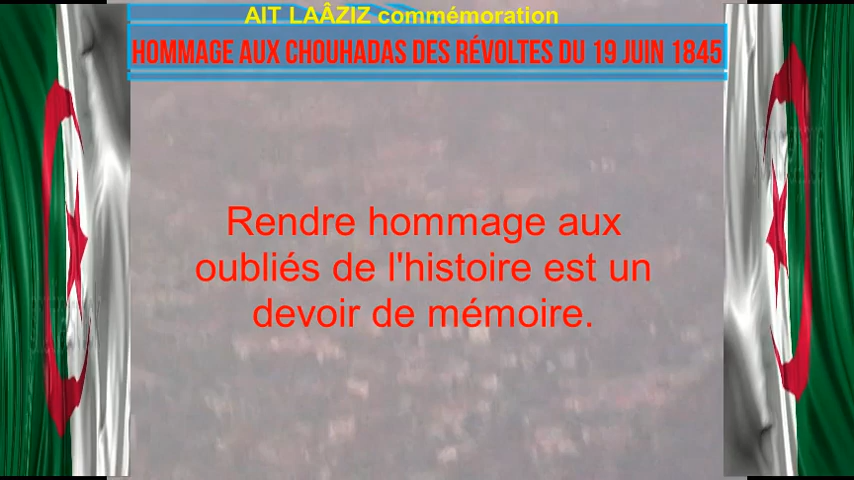 AIT LAÂZIZ commémoration
HOMMAGE AUX CHOUHADAS DES RÉVOLTES DU 19 JUIN 1845
Rendre hommage aux
oubliés de l'histoire est un
devoir de mémoire.